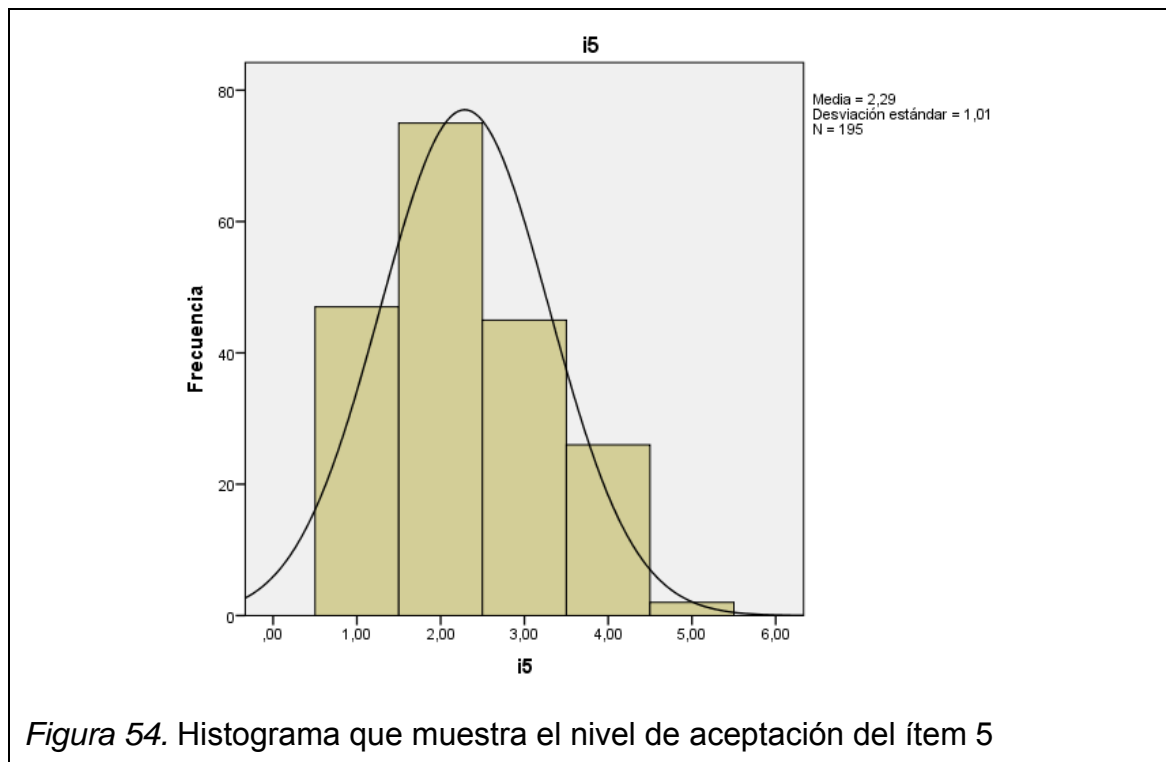 i5
Media = 2,29
Desviación estándar = 1,01
N = 195
Frecuencia
80
60
40
20
0
,00 1,00 2,00 3,00 4,00 5,00 6,00
i5
Figura 54. Histograma que muestra el nivel de aceptación del ítem 5